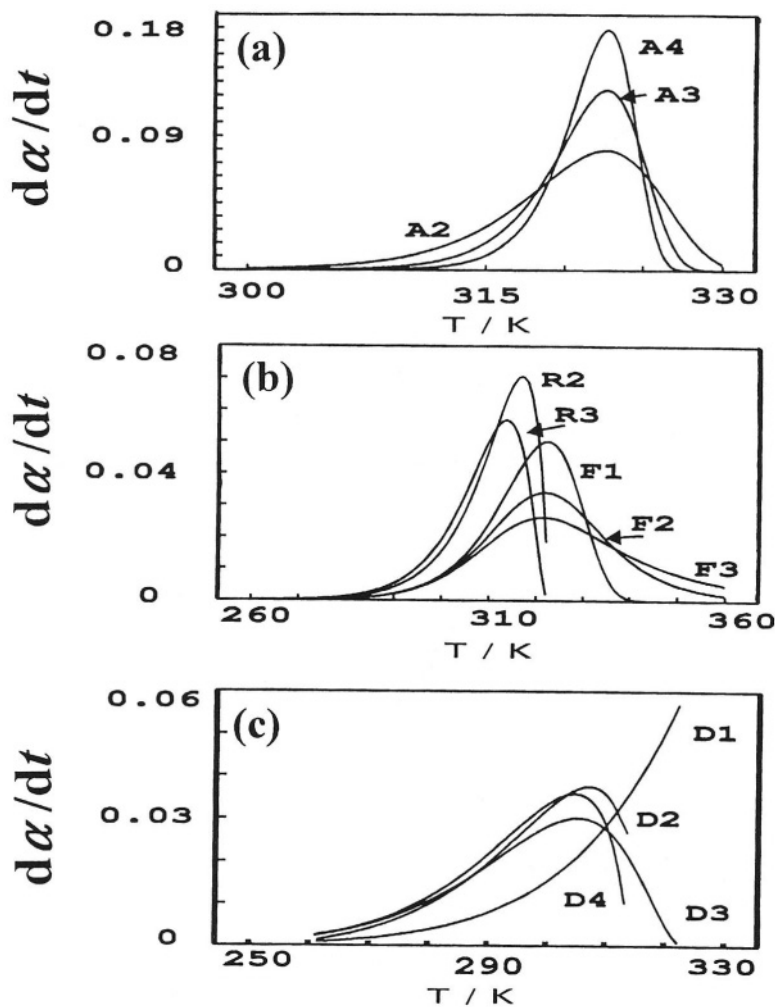 (a)
0.18
0.09
0
dα/dt
A4
A3
A2
300 315 330
T / K
(b)
0.08
0.04
0
dα/dt
R2
R3
F1
F2
F3
260 310 360
T / K
(c)
0.06
0.03
0
dα/dt
D1
D2
D4
D3
250 290 330
T / K